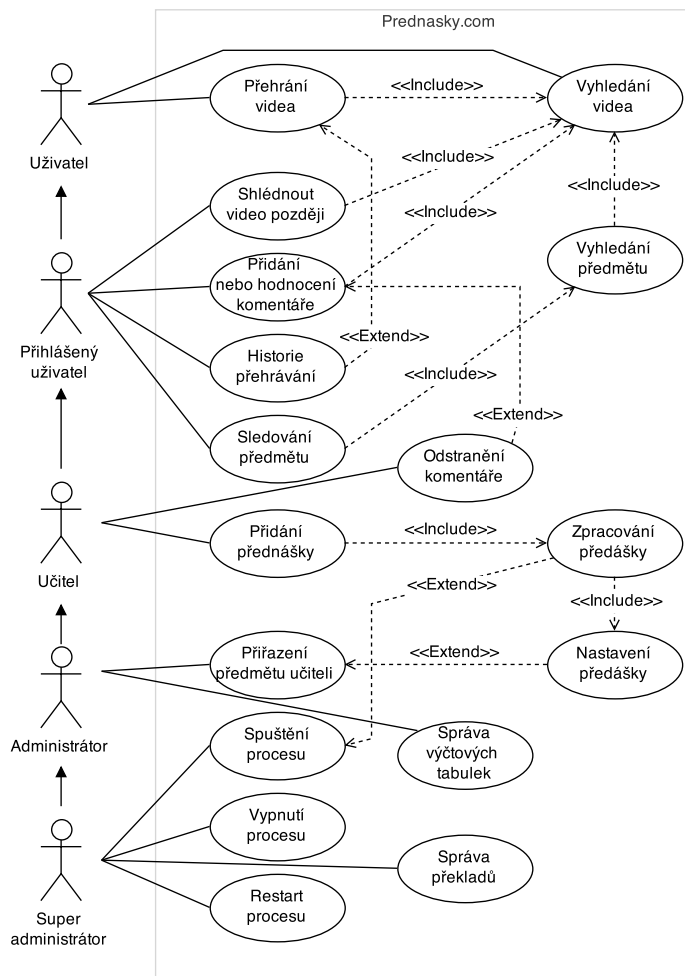 Prednasky.com
Uživatel
Přehrání
videa
<<Include>>
Vyhledání
videa
<<Include>>
<<Include>>
Shlédnout
video později
<<Include>>
Přihlášený
uživatel
Přidání
nebo hodnocení
komentáře
Vyhledání
předmětu
<<Extend>>
Historie
přehrávání
<<Include>>
<<Extend>>
Sledování
předmětu
Odstranění
komentáře
Učitel
Přidání
přednášky
<<Include>>
Zpracování
předášky
<<Extend>>
<<Include>>
Administrátor
Přiřazení
předmětu učiteli
<<Extend>>
Nastavení
předášky
Spuštění
procesu
Správa
výčtových
tabulek
Super
administrátor
Vypnutí
procesu
Správa
překladů
Restart
procesu